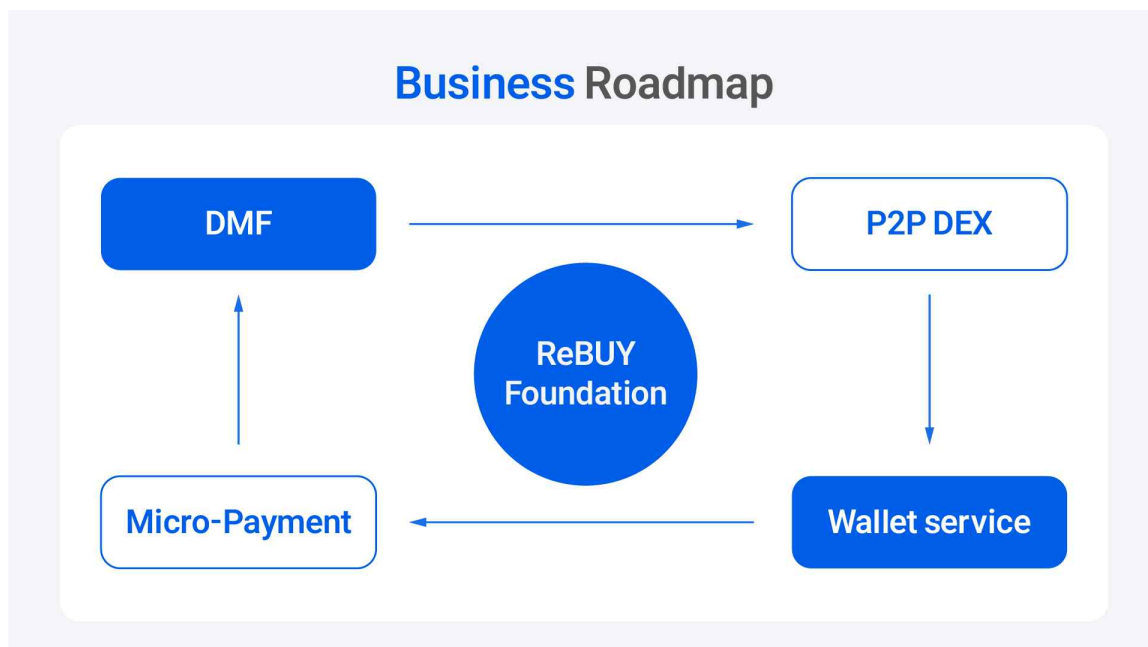 Business Roadmap
DMF
P2P DEX
ReBUY
Foundation
Micro-Payment
Wallet service